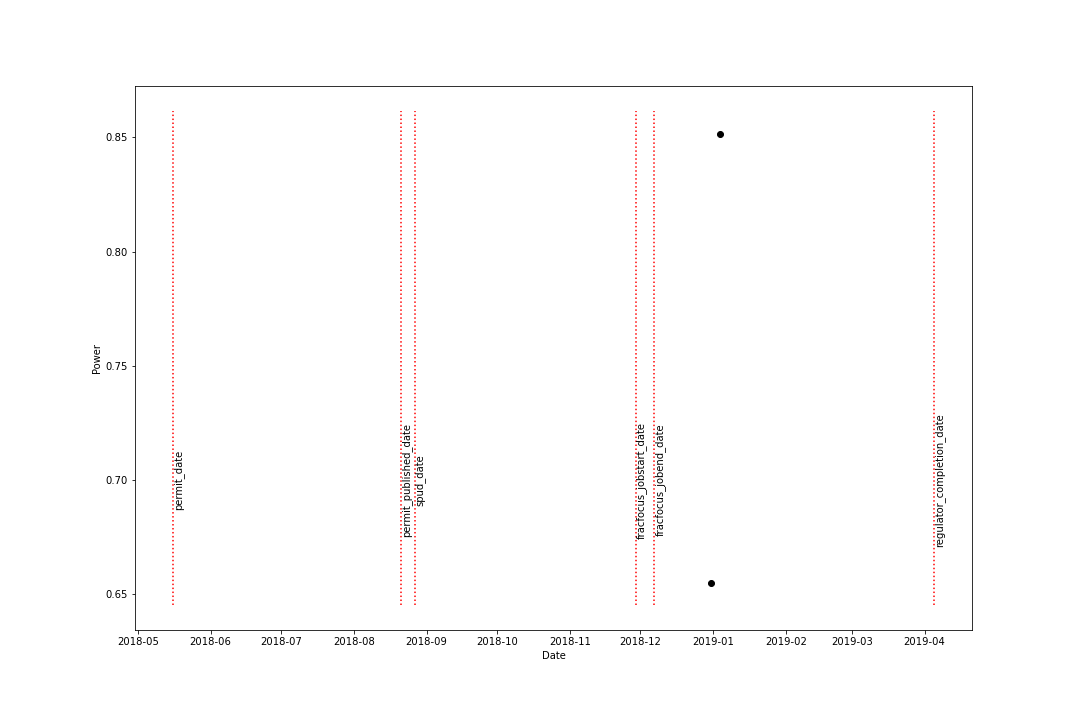 Power
0.85
0.80
0.75
0.70
0.65
permit_date
permit_published_date
spud_date
fracfocus_jobstart_date
fracfocus_jobend_date
regulator_completion_date
2018-05 2018-06 2018-07 2018-08 2018-09 2018-10 2018-11 2018-12 2019-01 2019-02 2019-03 2019-04
Date